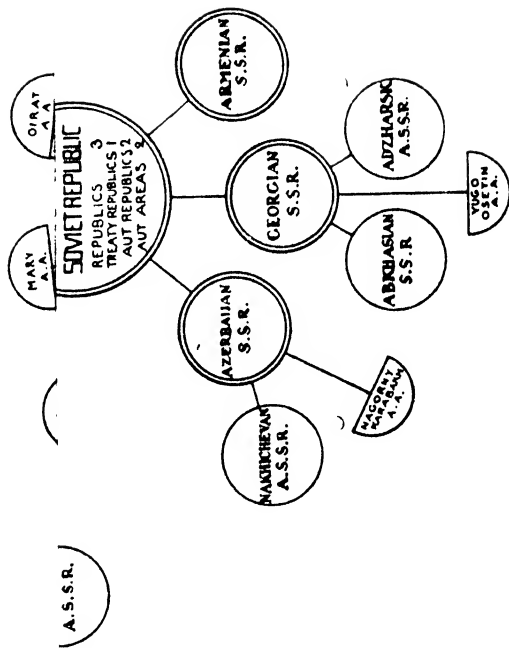 OIRAT
A A
MARY
A.A.
SOVIET REPUBLIC
REPUBLICS 3
TREATY REPUBLICS 1
AUT REPUBLICS 2
AUT AREAS 2
A.S.S.R.
ARMENIAN
S.S.R.
AZERBAIJAN
S.S.R.
GEORGIAN
S.S.R.
NAKHICHEVAN
A.S.S.R.
NAGORNY
KARABAKH
A.A.
ABKHASIAN
S.S.R
ADZHARSK
A.S.S.R.
YUGO
OSETIN
A.A.